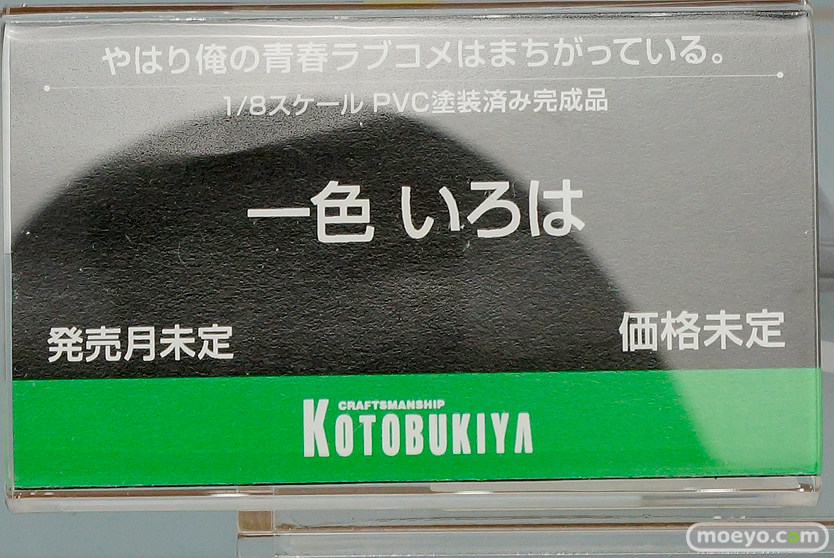 やはり俺の青春ラブコメはまちがっている。
1/8スケール PVC塗装済み完成品
一色 いろは
発売月未定
価格未定
CRAFTSMANSHIP
KOTOBUKIYA
moeyo.com